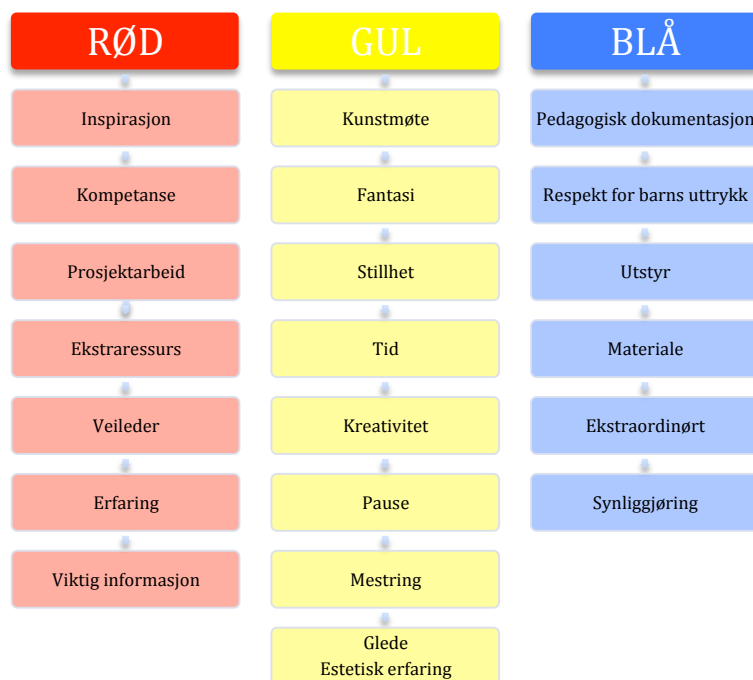 RØD
Inspirasjon
Kompetanse
Prosjektarbeid
Ekstraressurs
Veileder
Erfaring
Viktig informasjon
GUL
Kunstmøte
Fantasi
Stillhet
Tid
Kreativitet
Pause
Mestring
Glede
Estetisk erfaring
BLÅ
Pedagogisk dokumentasjon
Respekt for barns uttrykk
Utstyr
Materiale
Ekstraordinørt
Synliggjøring